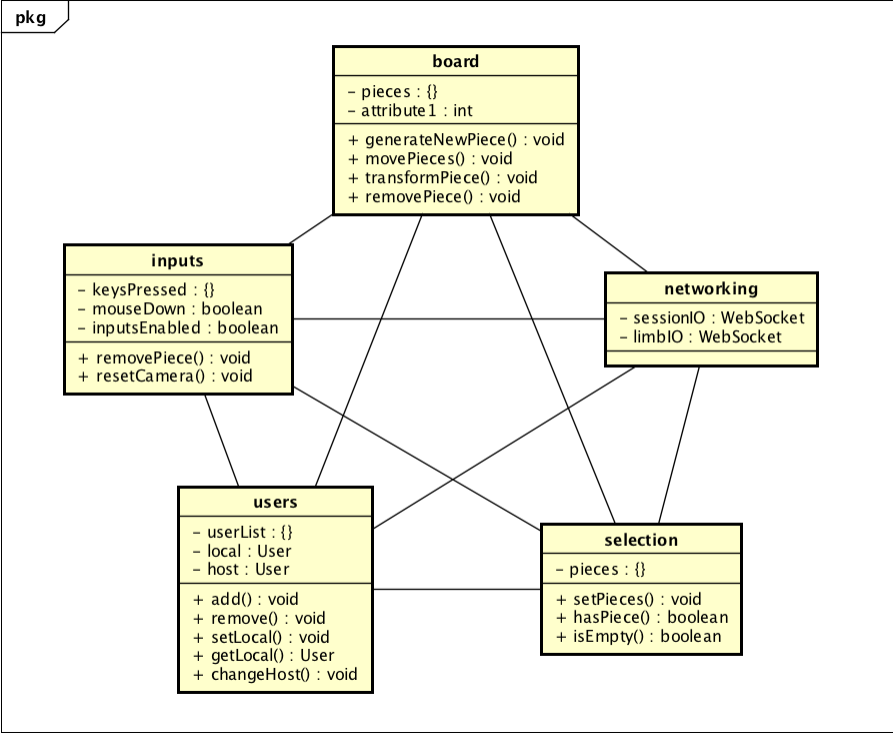 pkg
board
– pieces : {}
– attribute1 : int
+ generateNewPiece() : void
+ movePieces() : void
+ transformPiece() : void
+ removePiece() : void
inputs
– keysPressed : {}
– mouseDown : boolean
– inputsEnabled : boolean
+ removePiece() : void
+ resetCamera() : void
networking
– sessionIO : WebSocket
– limbIO : WebSocket
users
– userList : {}
– local : User
– host : User
+ add() : void
+ remove() : void
+ setLocal() : void
+ getLocal() : User
+ changeHost() : void
selection
– pieces : {}
+ setPieces() : void
+ hasPiece() : boolean
+ isEmpty() : boolean